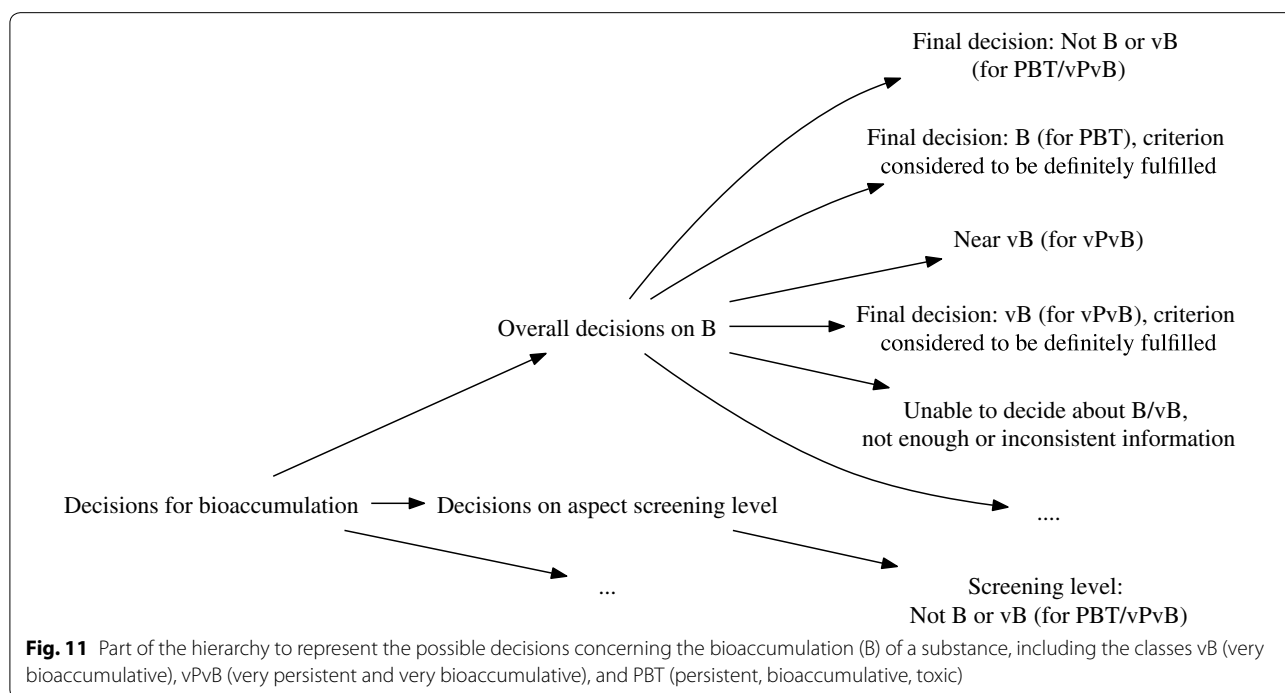 Final decision: Not B or vB
(for PBT/vPvB)
Final decision: B (for PBT), criterion
considered to be definitely fulfilled
Near vB (for vPvB)
Overall decisions on B
Final decision: vB (for vPvB), criterion
considered to be definitely fulfilled
Unable to decide about B/vB,
not enough or inconsistent information
Decisions for bioaccumulation
Decisions on aspect screening level
....
...
Screening level:
Not B or vB (for PBT/vPvB)
Fig. 11 Part of the hierarchy to represent the possible decisions concerning the bioaccumulation (B) of a substance, including the classes vB (very
bioaccumulative), vPvB (very persistent and very bioaccumulative), and PBT (persistent, bioaccumulative, toxic)